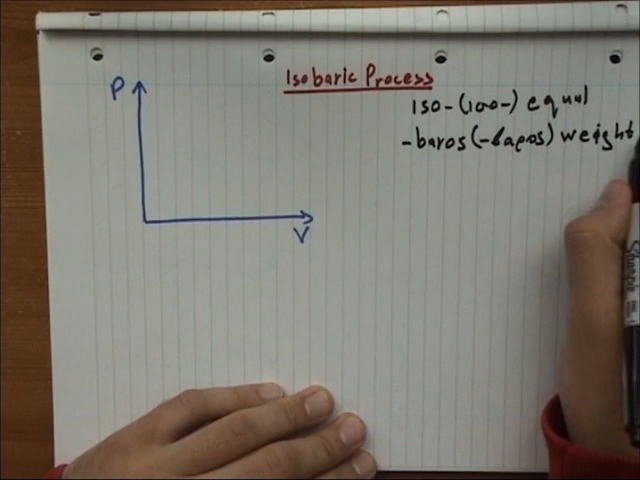 Isobaric Process
P
iso-(ισο-) equal
-baros (-βαρος) weight
V